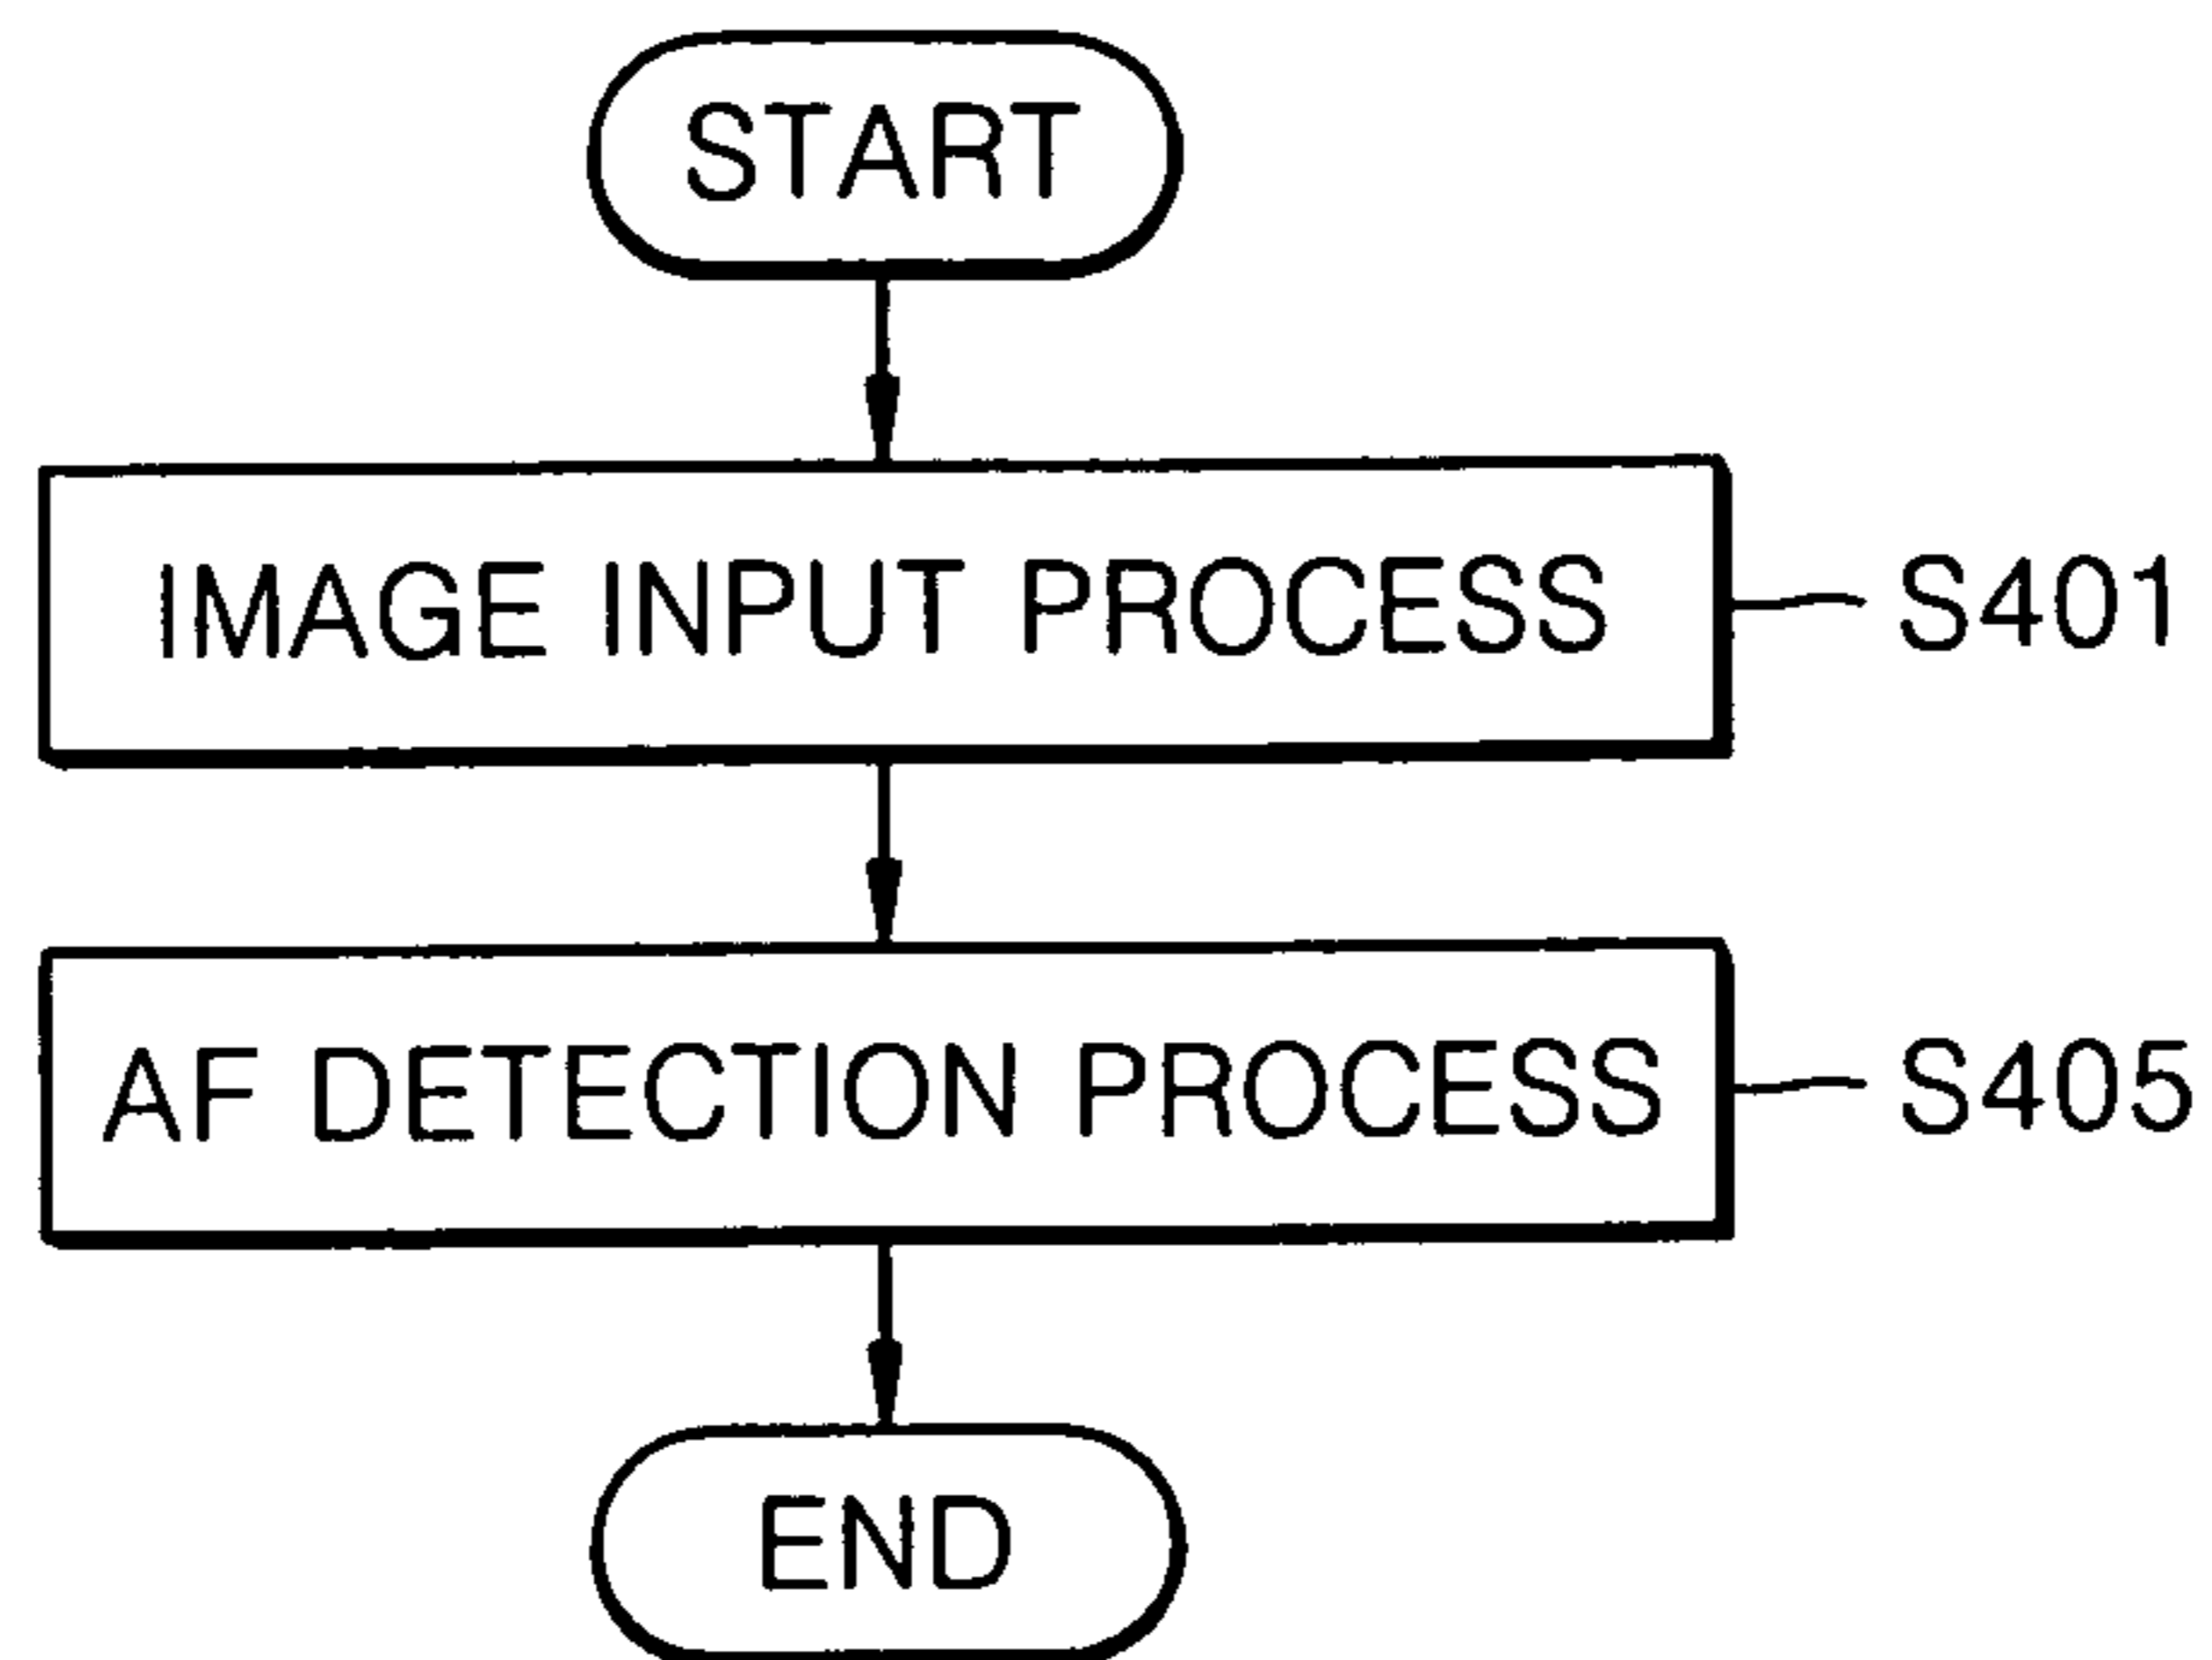 START
IMAGE INPUT PROCESS
S401
AF DETECTION PROCESS
S405
END